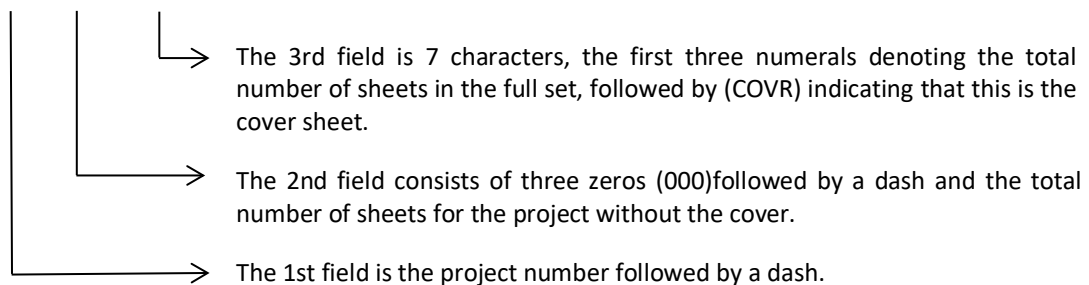 The 3rd field is 7 characters, the first three numerals denoting the total
number of sheets in the full set, followed by (COVR) indicating that this is the
cover sheet.
The 2nd field consists of three zeros (000)followed by a dash and the total
number of sheets for the project without the cover.
The 1st field is the project number followed by a dash.